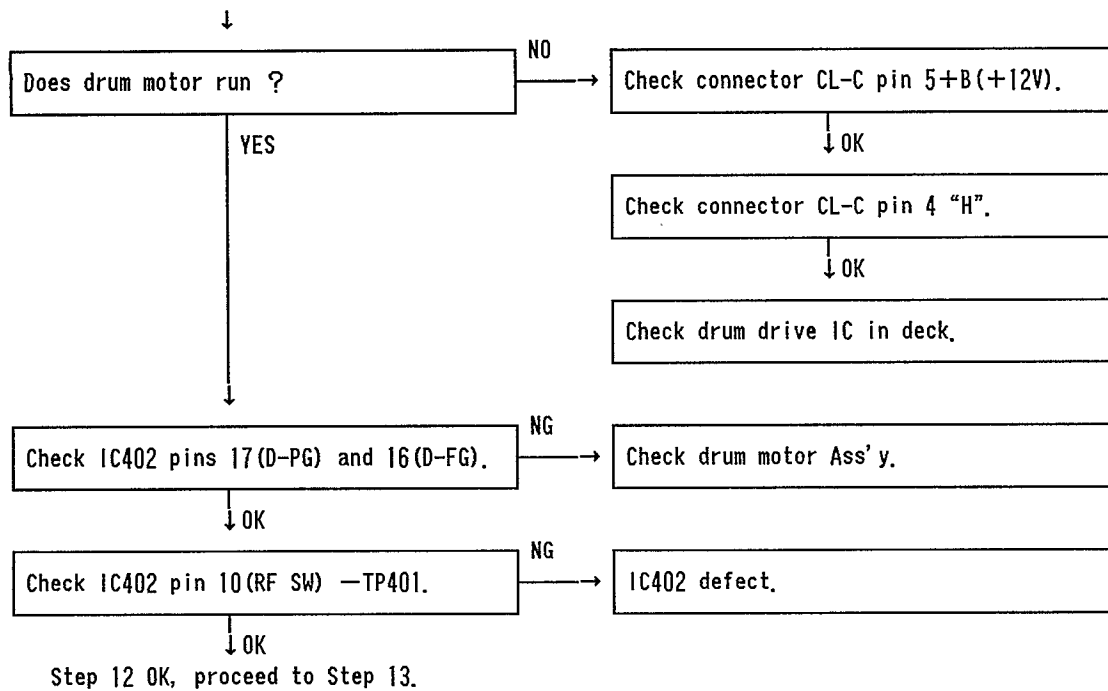 Does drum motor run ?
NO
Check connector CL-C pin 5+B(+12V).
YES
OK
Check connector CL-C pin 4 “H”.
OK
Check drum drive IC in deck.
Check IC402 pins 17(D-PG) and 16(D-FG).
NG
Check drum motor Ass'y.
OK
Check IC402 pin 10(RF SW) —TP401.
NG
IC402 defect.
OK
Step 12 OK, proceed to Step 13.